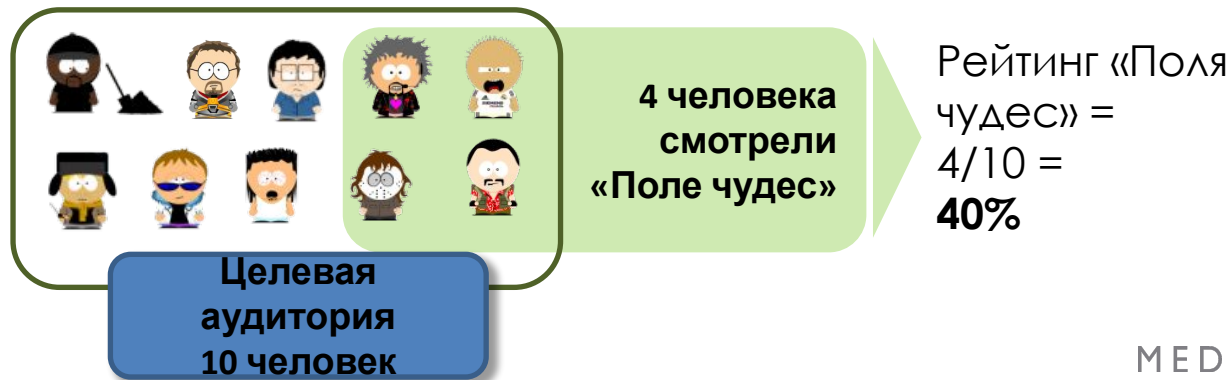 4 человека
смотрели
«Поле чудес»
Рейтинг «Поля
чудес» =
4/10 =
40%
Целевая
аудитория
10 человек
MED